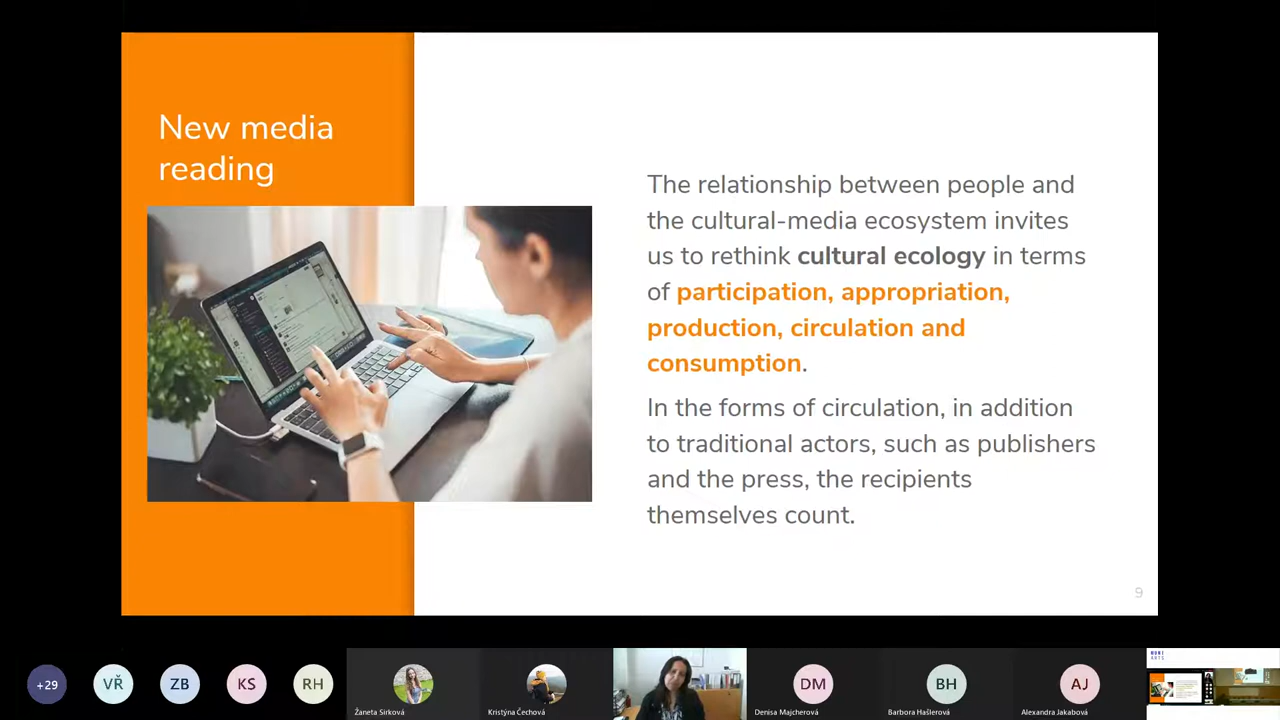 New media
reading
The relationship between people and
the cultural-media ecosystem invites
us to rethink cultural ecology in terms
of participation, appropriation,
production, circulation and
consumption.
In the forms of circulation, in addition
to traditional actors, such as publishers
and the press, the recipients
themselves count.
9
+29
VŘ
ZB
KS
RH
Žaneta Sirková
Kristýna Čechová
DM
Denisa Majcherová
BH
Barbora Hašlerová
AJ
Alexandra Jakabová
MUNI
ARTS